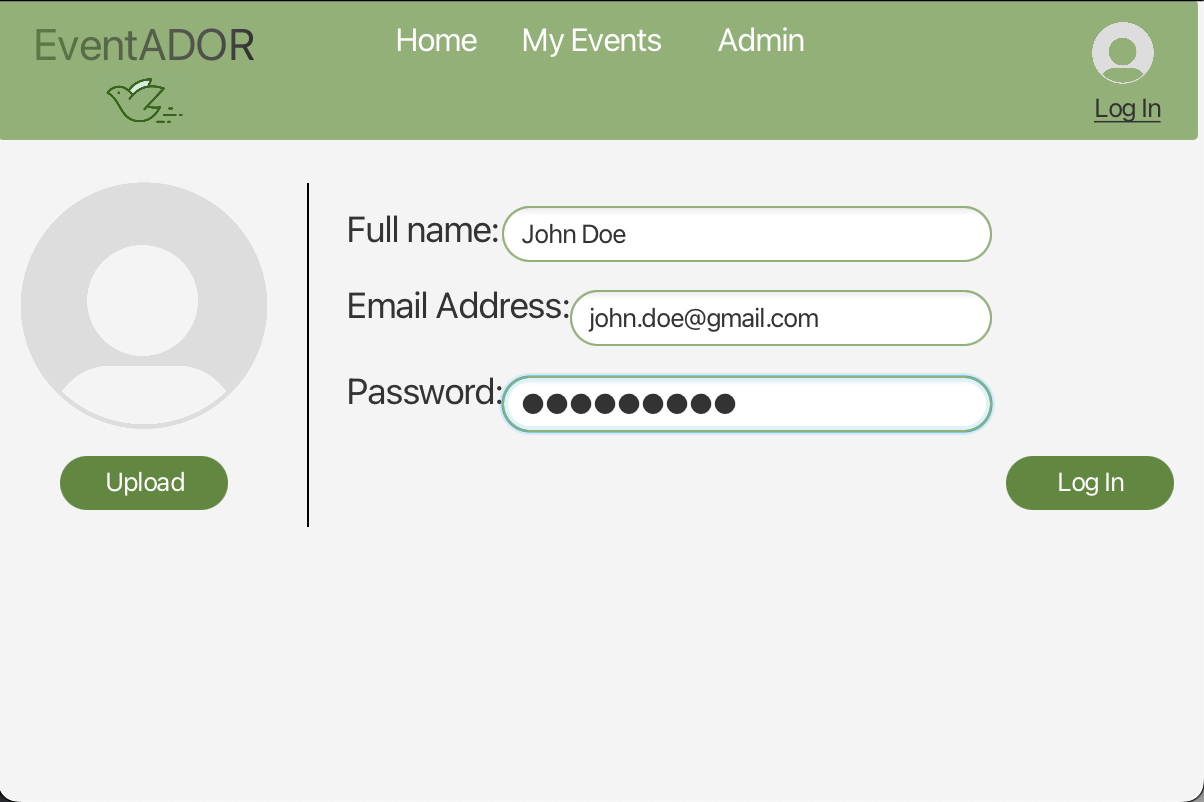 EventADOR
Home My Events Admin
Log In
Full name: John Doe
Email Address: john.doe@gmail.com
Password: ●●●●●●●●●
Upload
Log In